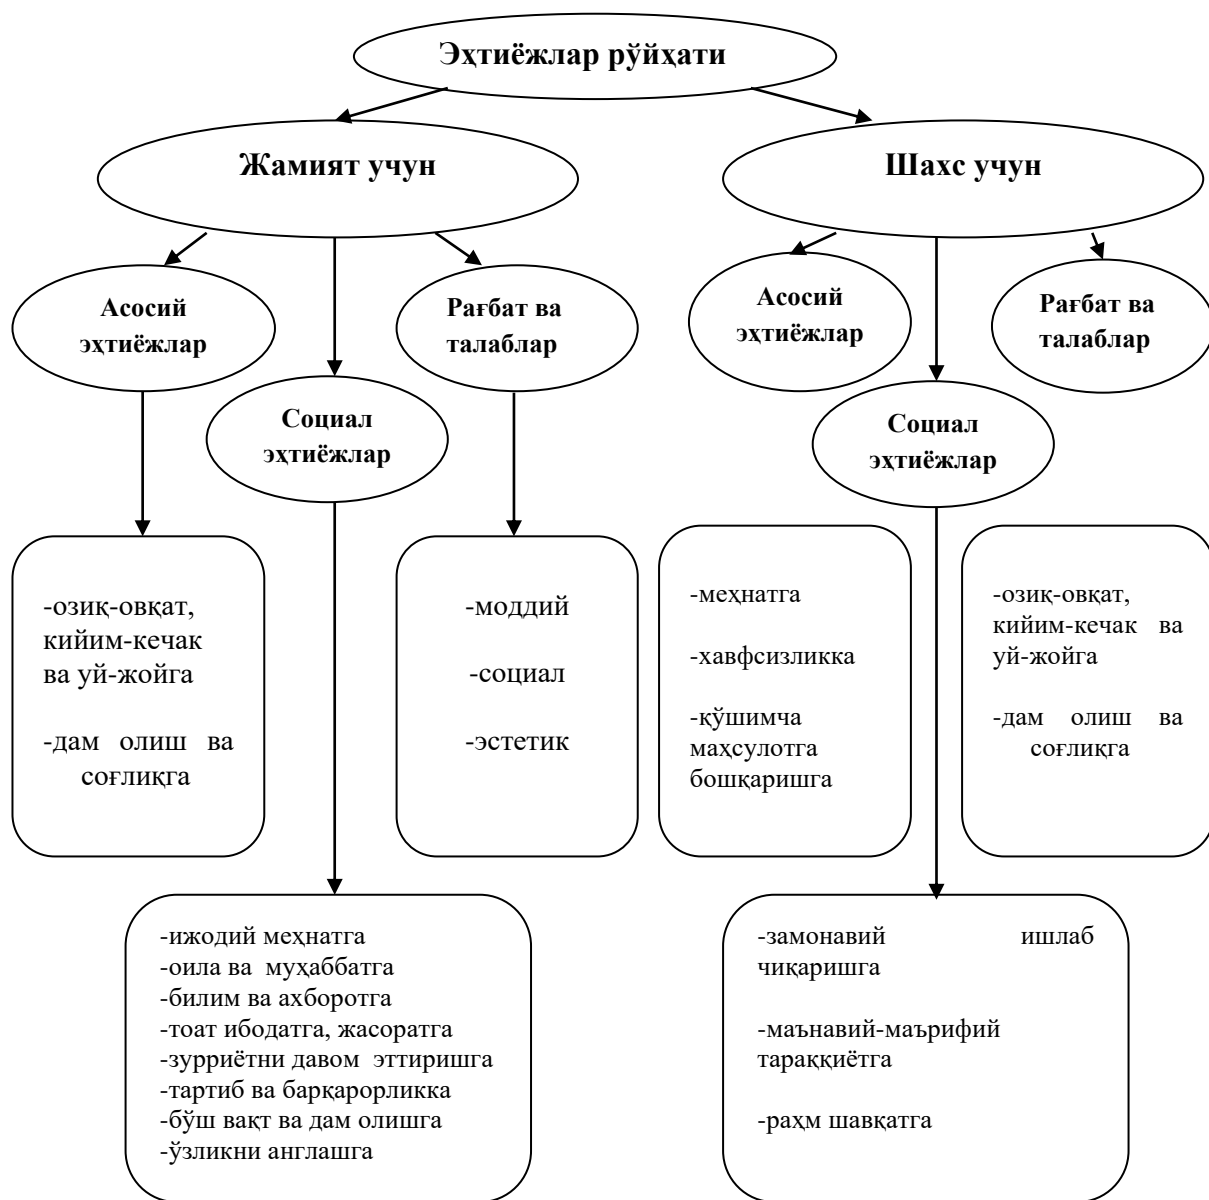 Эҳтиёжлар рўйҳати
Жамият учун
Шахс учун
Асосий
эҳтиёжлар
Рағбат ва
талаблар
Асосий
эҳтиёжлар
Рағбат ва
талаблар
Социал
эҳтиёжлар
Социал
эҳтиёжлар
-озиқ-овқат,
кийим-кечак
ва уй-жойга
-дам олиш ва
соғлиқга
-моддий
-социал
-эстетик
-меҳнатга
-хавфсизликка
-қўшимча
маҳсулотга
бошқаришга
-озиқ-овқат,
кийим-кечак ва
уй-жойга
-дам олиш ва
соғлиқга
-ижодий меҳнатга
-оила ва муҳаббатга
-билим ва ахборотга
-тоат ибодатга, жасоратга
-зурриётни давом эттиришга
-тартиб ва барқарорликка
-бўш вақт ва дам олишга
-ўзликни англашга
-замонавий ишлаб
чиқаришга
-маънавий-маърифий
тараққиётга
-раҳм шавқатга